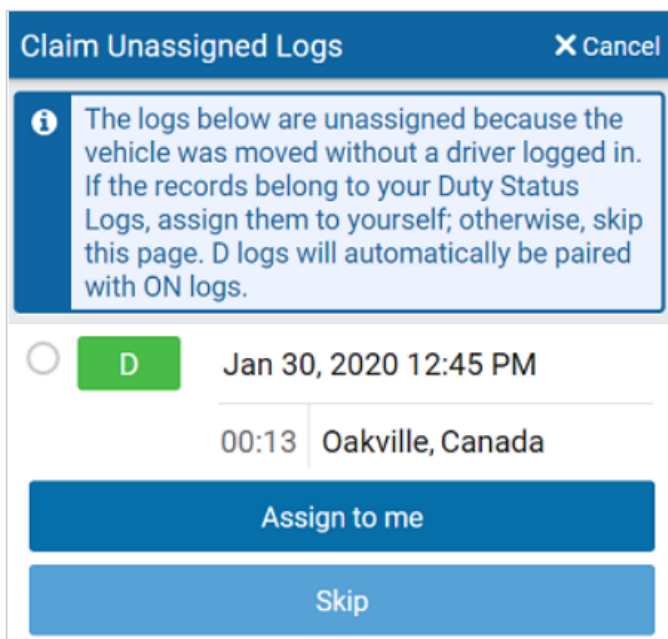 Claim Unassigned Logs
Cancel
The logs below are unassigned because the
vehicle was moved without a driver logged in.
If the records belong to your Duty Status
Logs, assign them to yourself; otherwise, skip
this page. D logs will automatically be paired
with ON logs.
D
Jan 30, 2020 12:45 PM
00:13
Oakville, Canada
Assign to me
Skip